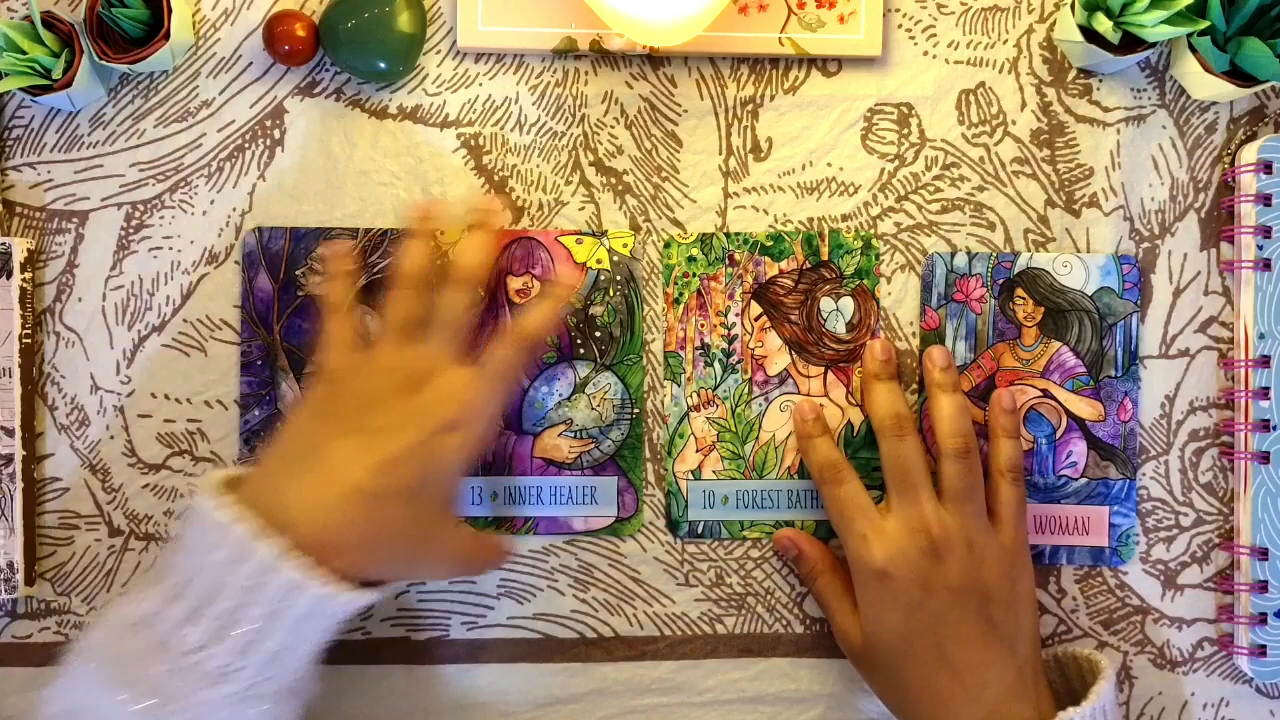 13 ♦ INNER HEALER
10 ♦ FOREST BATH
WOMAN